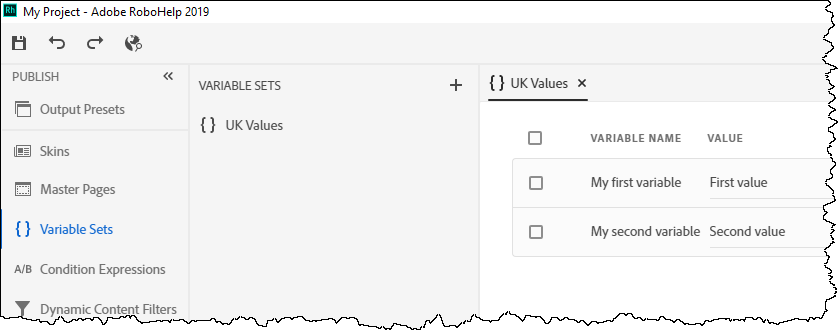 Rh My Project - Adobe RoboHelp 2019
PUBLISH
Output Presets
Skins
Master Pages
{ } Variable Sets
A/B Condition Expressions
Dynamic Content Filters
VARIABLE SETS +
{ } UK Values
{ } UK Values ×
VARIABLE NAME VALUE
My first variable First value
My second variable Second value